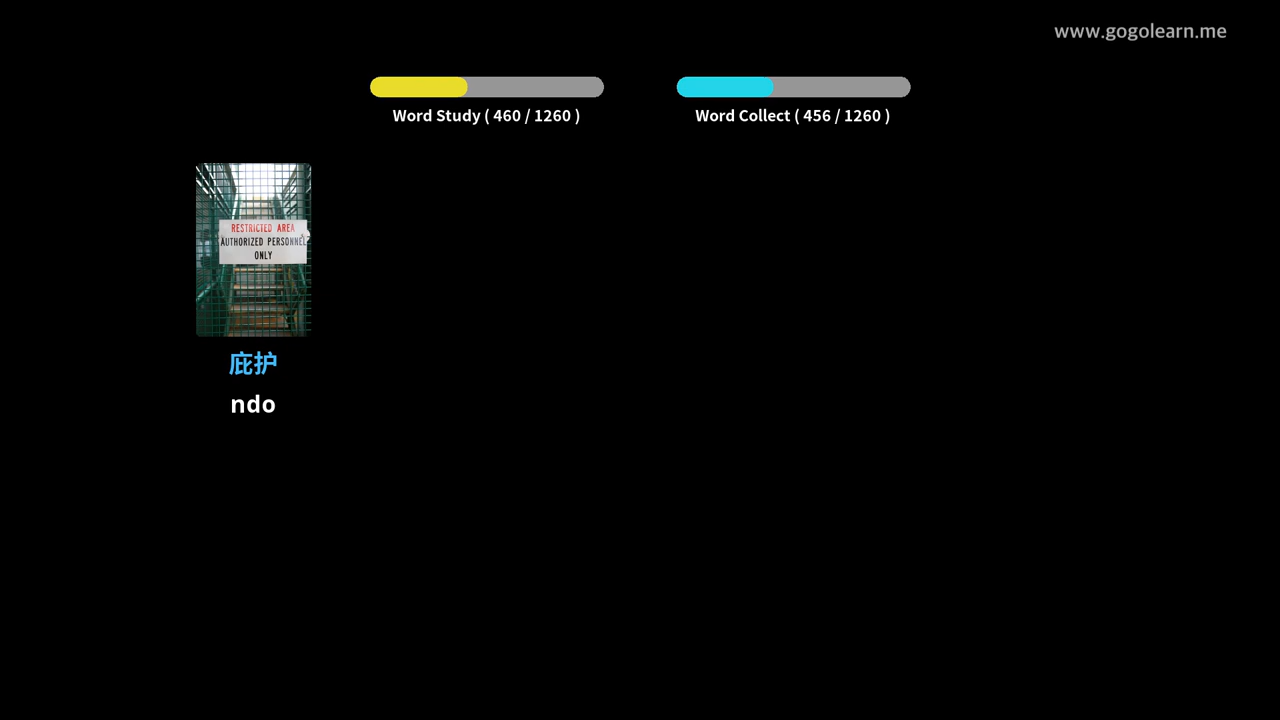 www.gogolearn.me
Word Study ( 460 / 1260 )
Word Collect ( 456 / 1260 )
RESTRICTED AREA
AUTHORIZED PERSONNEL
ONLY
庇护
ndo